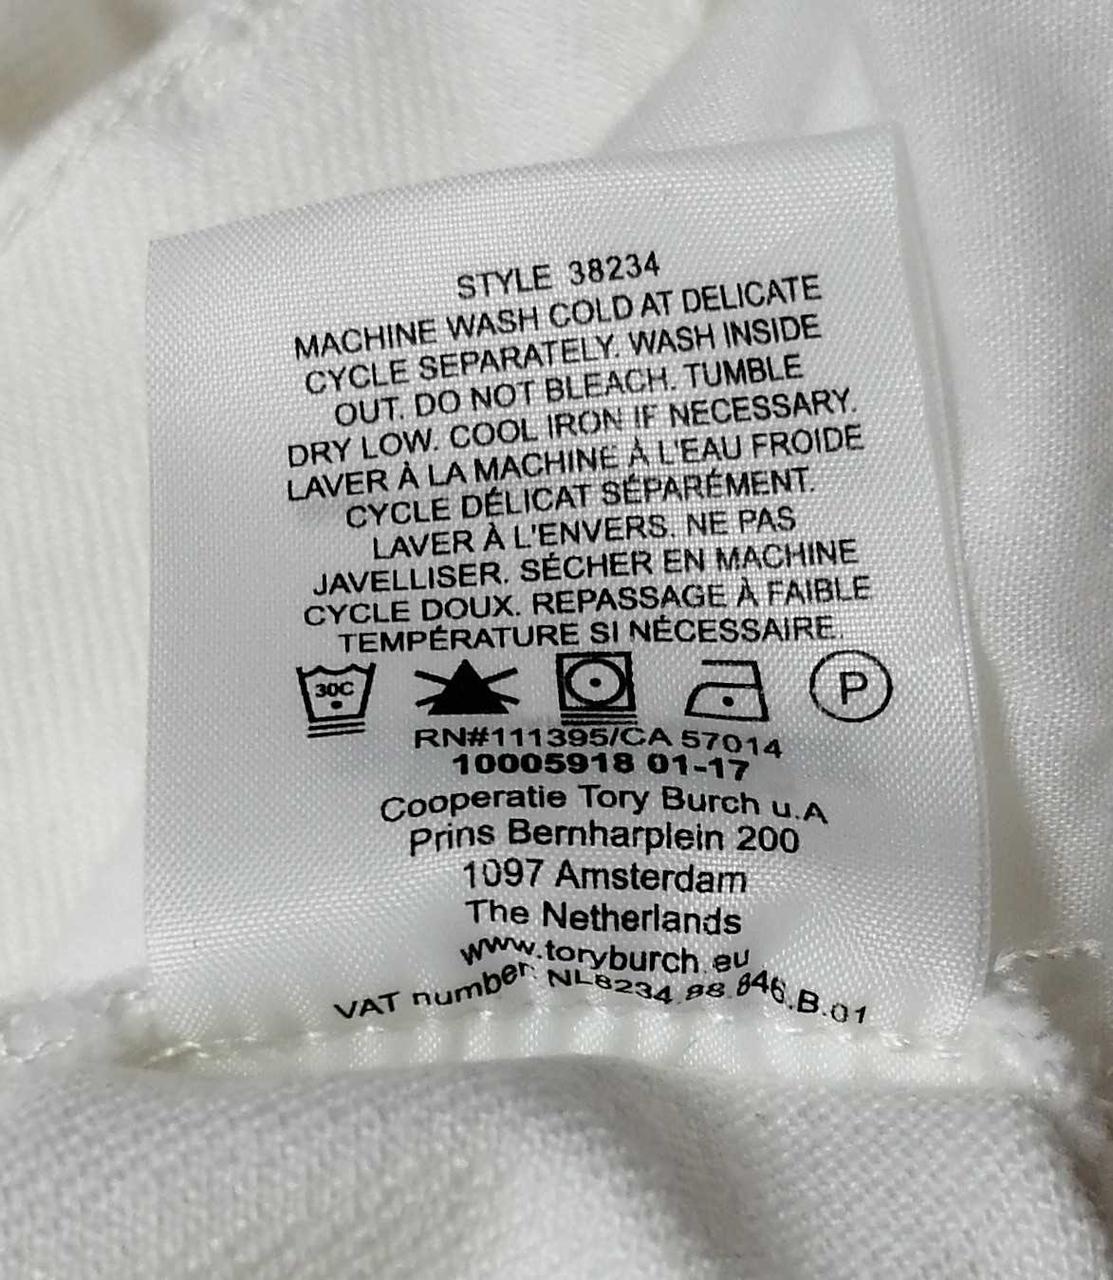 STYLE 38234
MACHINE WASH COLD AT DELICATE
CYCLE SEPARATELY. WASH INSIDE
OUT. DO NOT BLEACH. TUMBLE
DRY LOW. COOL IRON IF NECESSARY.
LAVER À LA MACHINE À L'EAU FROIDE
CYCLE DÉLICAT SÉPARÉMENT.
LAVER À L'ENVERS. NE PAS
JAVELLISER. SÉCHER EN MACHINE
CYCLE DOUX. REPASSAGE À FAIBLE
TEMPÉRATURE SI NÉCESSAIRE.
30C P
RN#111395/CA 57014
10005918 01-17
Cooperatie Tory Burch u.A
Prins Bernharplein 200
1097 Amsterdam
The Netherlands
www.toryburch.eu
VAT number: NL8234.88.846.B.01